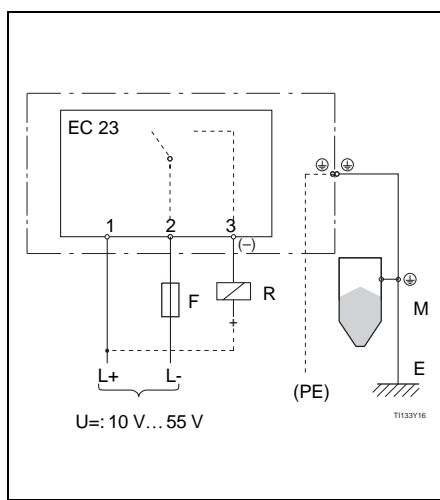 EC 23
1 2 3
(–)
F
R
+
L+ L-
U=: 10 V... 55 V
(PE)
M
E
TI133Y16